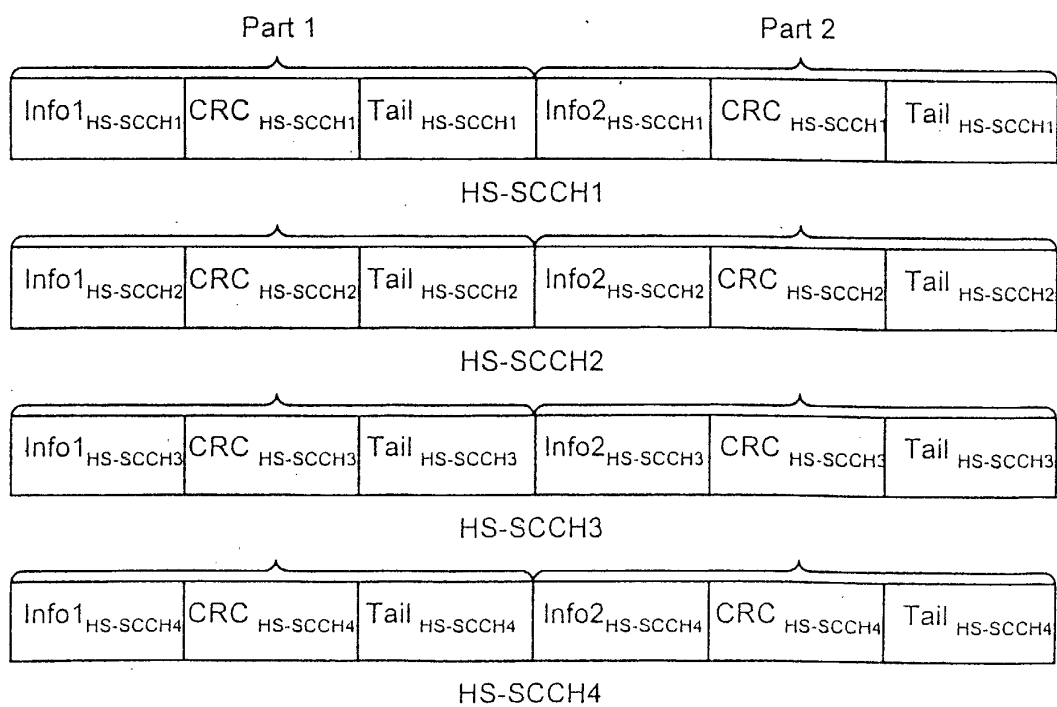 Part 1 Part 2
Info1HS-SCCH1 CRC HS-SCCH1 Tail HS-SCCH1 Info2HS-SCCH1 CRC HS-SCCH1 Tail HS-SCCH1
HS-SCCH1
Info1HS-SCCH2 CRC HS-SCCH2 Tail HS-SCCH2 Info2HS-SCCH2 CRC HS-SCCH2 Tail HS-SCCH2
HS-SCCH2
Info1HS-SCCH3 CRC HS-SCCH3 Tail HS-SCCH3 Info2HS-SCCH3 CRC HS-SCCH3 Tail HS-SCCH3
HS-SCCH3
Info1HS-SCCH4 CRC HS-SCCH4 Tail HS-SCCH4 Info2HS-SCCH4 CRC HS-SCCH4 Tail HS-SCCH4
HS-SCCH4